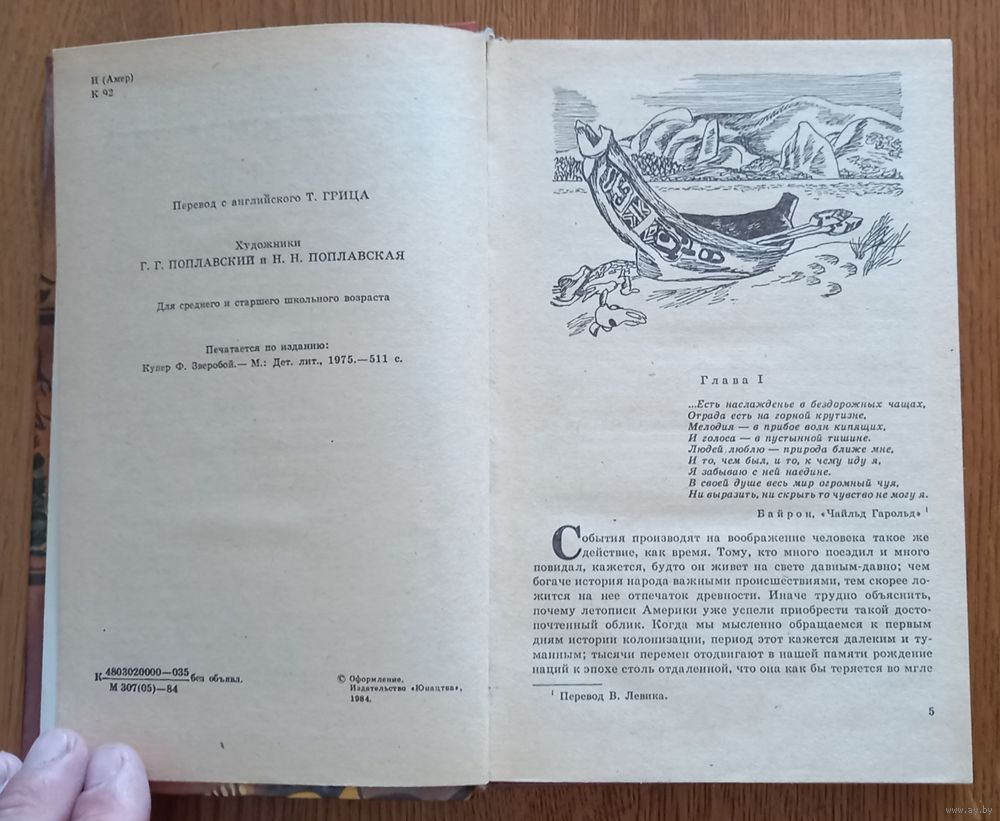 И (Амер)
К 92
Перевод с английского Т. ГРИЦА
Художники
Г. Г. ПОПЛАВСКИЙ и Н. Н. ПОПЛАВСКАЯ
Для среднего и старшего школьного возраста
Печатается по изданию:
Купер Ф. Зверобой.— М.: Дет. лит., 1975.—511 с.
К 4803020000—035 без объявл.
М 307(05)—84
© Оформление.
Издательство «Юнацтва»,
1984.
Глава I
...Есть наслажденье в бездорожных чащах,
Отрада есть на горной крутизне,
Мелодия — в прибое волн кипящих,
И голоса — в пустынной тишине.
Людей люблю — природа ближе мне,
И то, чем был, и то, к чему иду я,
Я забываю с ней наедине.
В своей душе весь мир огромный чуя,
Ни выразить, ни скрыть то чувство не могу я.
Байрон, «Чайльд Гарольд» 1
События производят на воображение человека такое же
действие, как время. Тому, кто много поездил и много
повидал, кажется, будто он живет на свете давным-давно; чем
богаче история народа важными происшествиями, тем скорее ло-
жится на нее отпечаток древности. Иначе трудно объяснить,
почему летописи Америки уже успели приобрести такой досто-
почтенный облик. Когда мы мысленно обращаемся к первым
дням истории колонизации, период этот кажется далеким и ту-
манным; тысячи перемен отодвигают в нашей памяти рождение
наций к эпохе столь отдаленной, что она как бы теряется во мгле
1 Перевод В. Левика.
5
www.ay.by